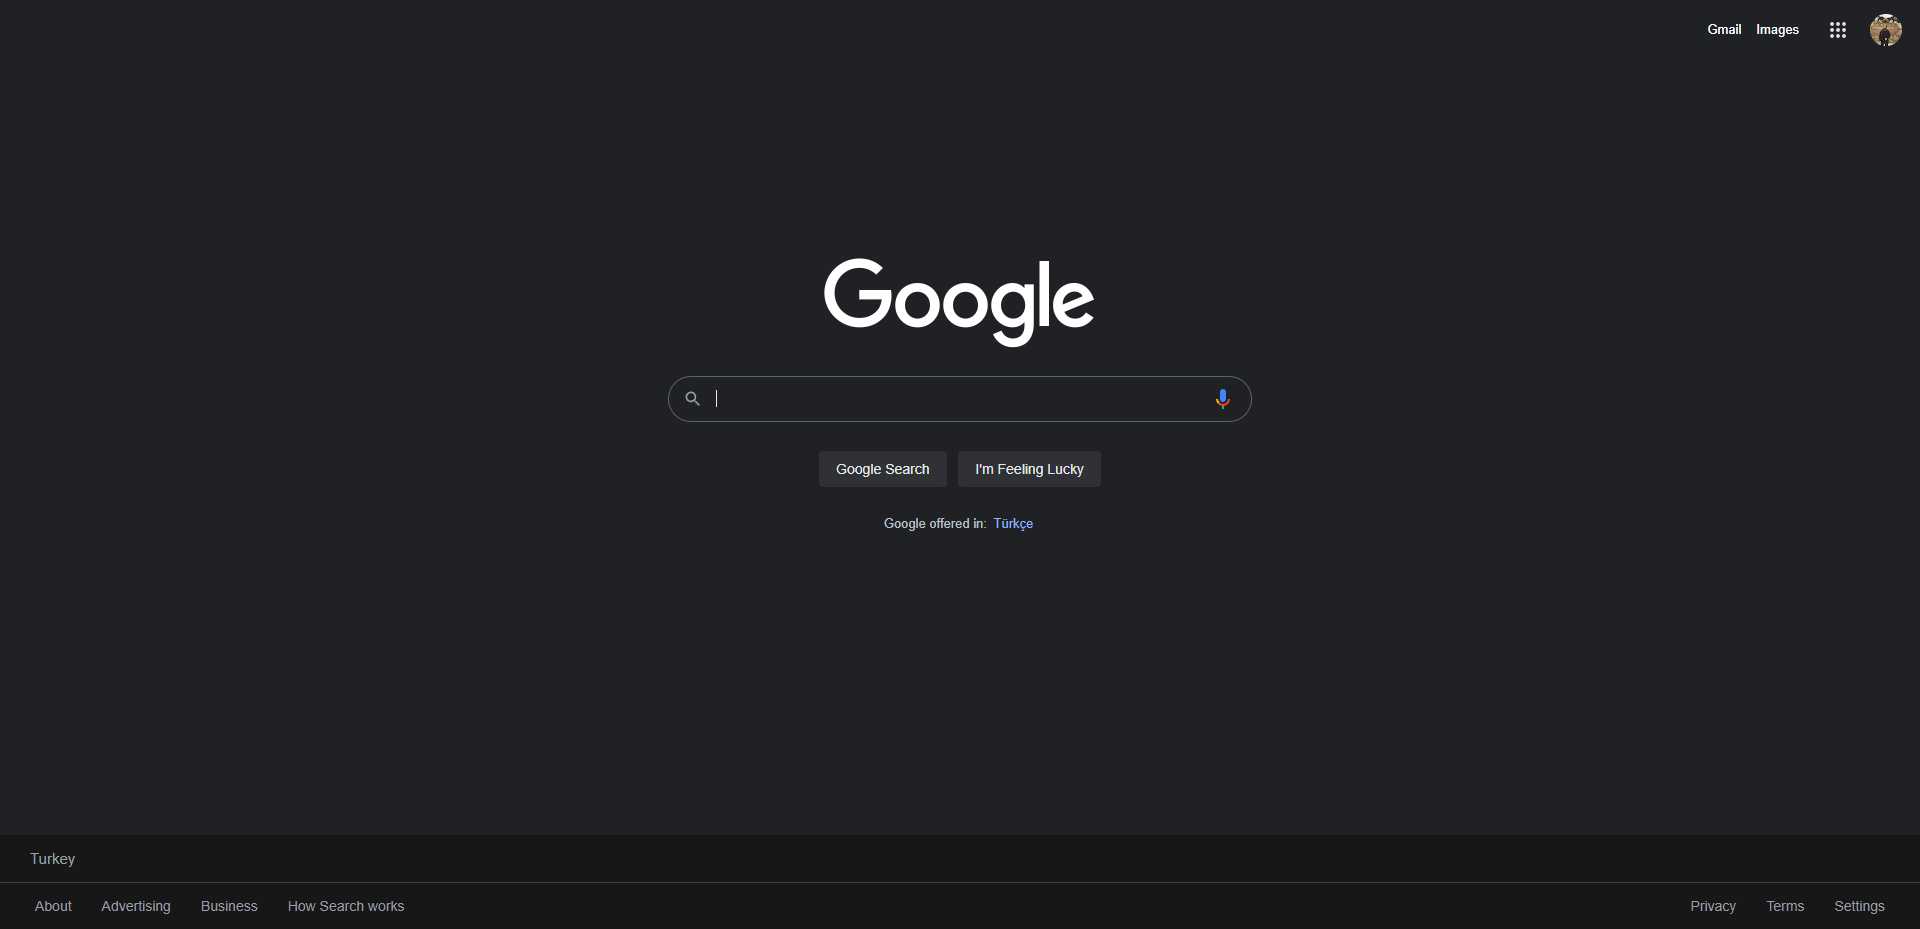 Gmail Images
Google
Google Search I'm Feeling Lucky
Google offered in: Türkçe
Turkey
About Advertising Business How Search works Privacy Terms Settings